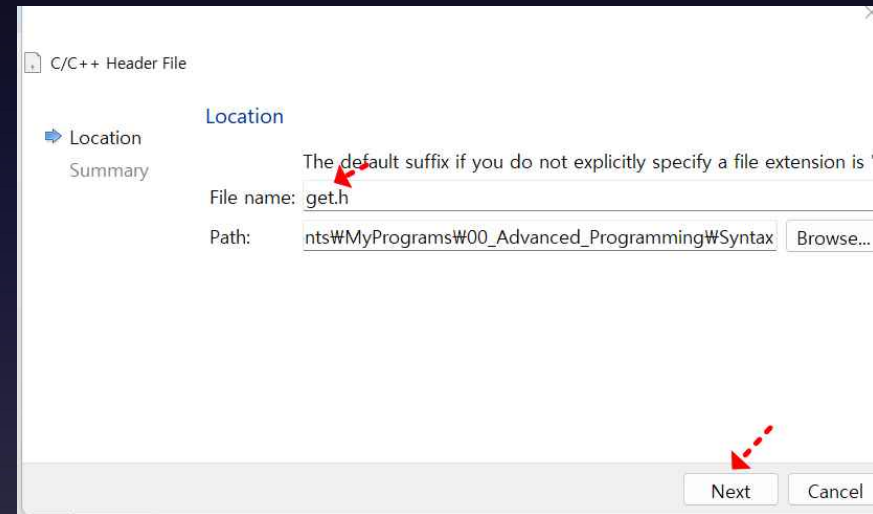 C/C++ Header File
Location
Location
Summary
The default suffix if you do not explicitly specify a file extension is '
File name: get.h
Path: nts₩MyPrograms₩00_Advanced_Programming₩Syntax Browse...
Next Cancel